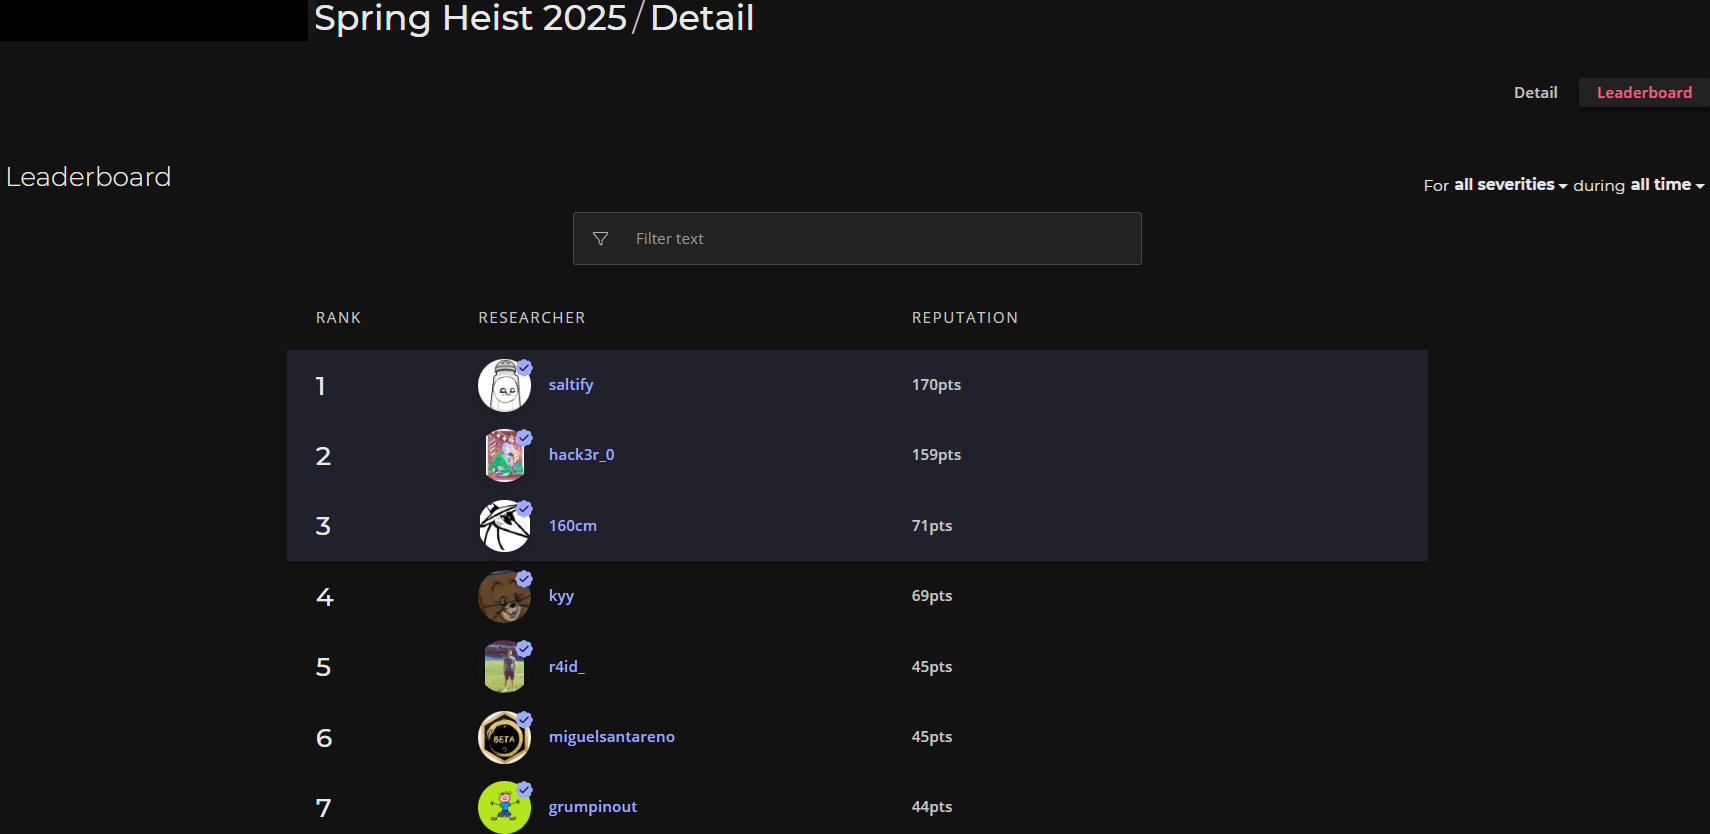 Spring Heist 2025 / Detail
Detail Leaderboard
Leaderboard
For all severities during all time
Filter text
RANK RESEARCHER REPUTATION
1 saltify 170pts
2 hack3r_0 159pts
3 160cm 71pts
4 kyy 69pts
5 r4id_ 45pts
6 BETA miguelsantareno 45pts
7 grumpinout 44pts